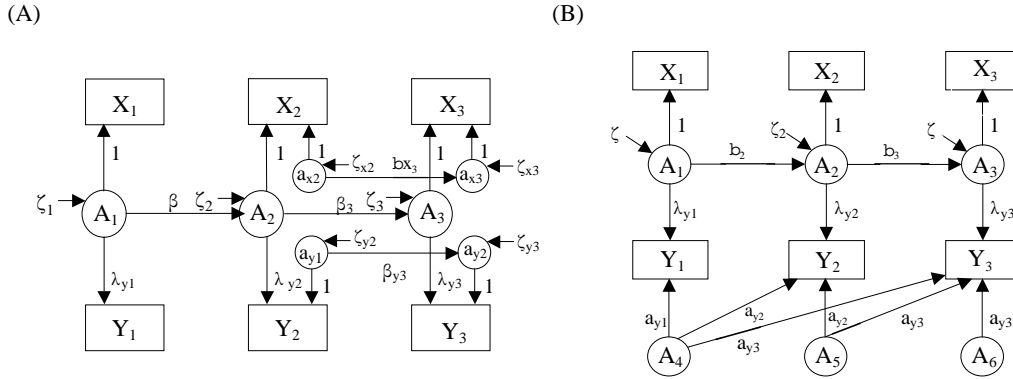 (A)
X1 X2 X3
1 1 1 1 1
ax2 ζx2 bx3 ax3 ζx3
ζ1 A1 β ζ2 A2 β3 ζ3 A3
ay1 ζy2 βy3 ay2 ζy3
λy1 λy2 1 λy3 1
Y1 Y2 Y3
(B)
X1 X2 X3
ζ 1 ζ2 1 ζ 1
A1 b2 A2 b3 A3
λy1 λy2 λy3
Y1 Y2 Y3
ay1 ay2 ay2 ay3 ay3
ay3
A4 A5 A6